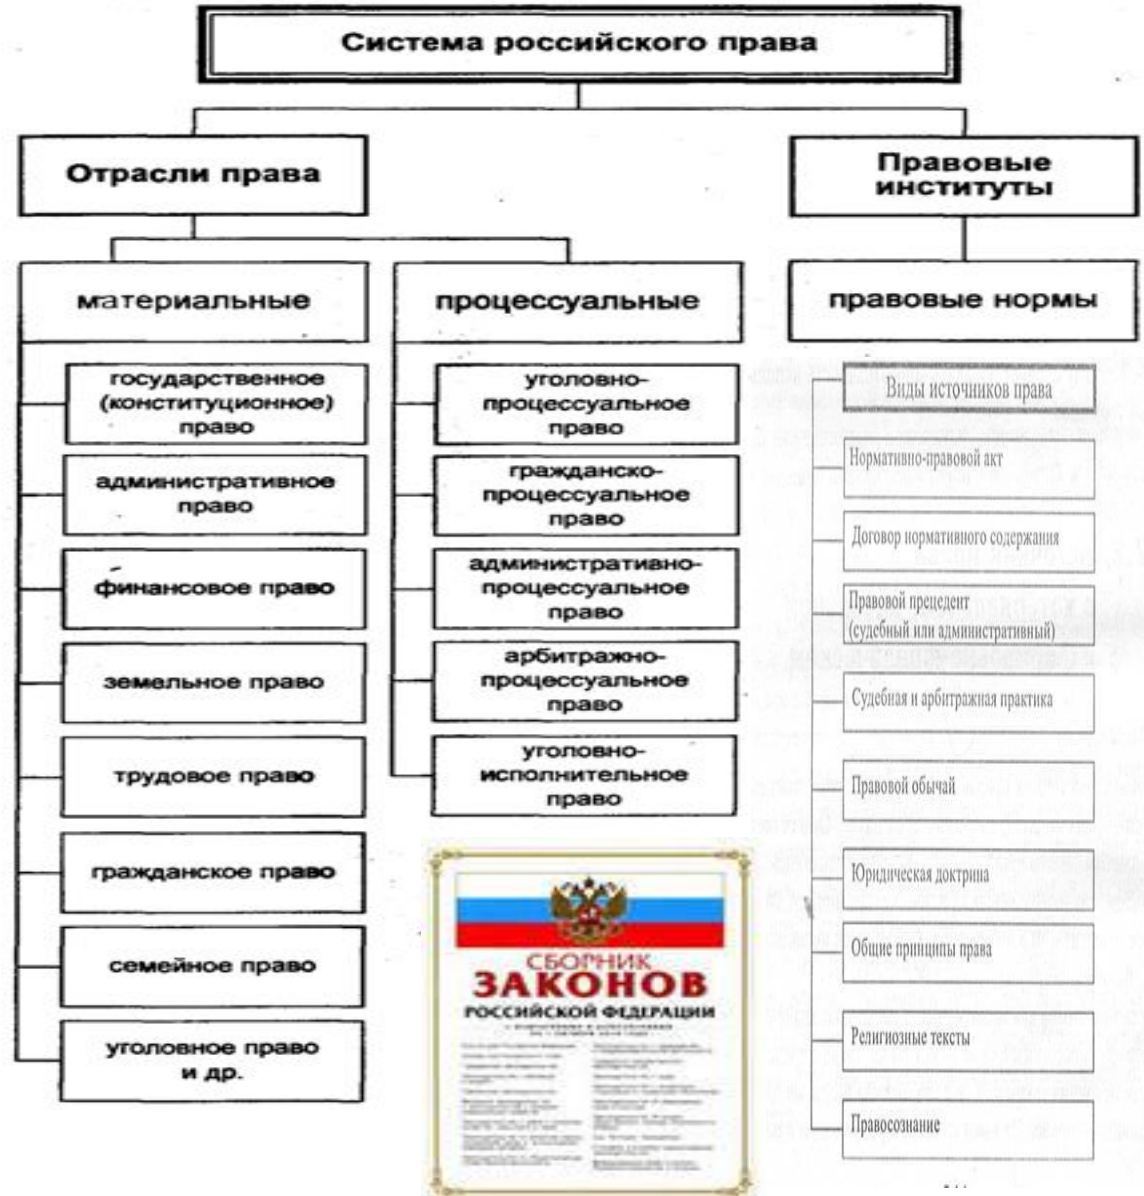 Система российского права
Отрасли права
Правовые
институты
материальные
процессуальные
правовые нормы
государственное
(конституционное)
право
административное
право
финансовое право
земельное право
трудовое право
гражданское право
семейное право
уголовное право
и др.
уголовно-
процессуальное
право
гражданско-
процессуальное
право
административно-
процессуальное
право
арбитражно-
процессуальное
право
уголовно-
исполнительное
право
Виды источников права
Нормативно-правовой акт
Договор нормативного содержания
Правовой прецедент
(судебный или административный)
Судебная и арбитражная практика
Правовой обычай
Юридическая доктрина
Общие принципы права
Религиозные тексты
Правосознание
СБОРНИК
ЗАКОНОВ
РОССИЙСКОЙ ФЕДЕРАЦИИ